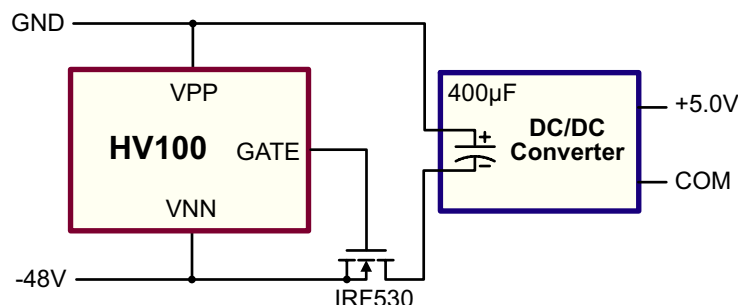 GND
VPP
HV100
GATE
VNN
-48V
IRF530
400µF
+
-
DC/DC
Converter
+5.0V
COM